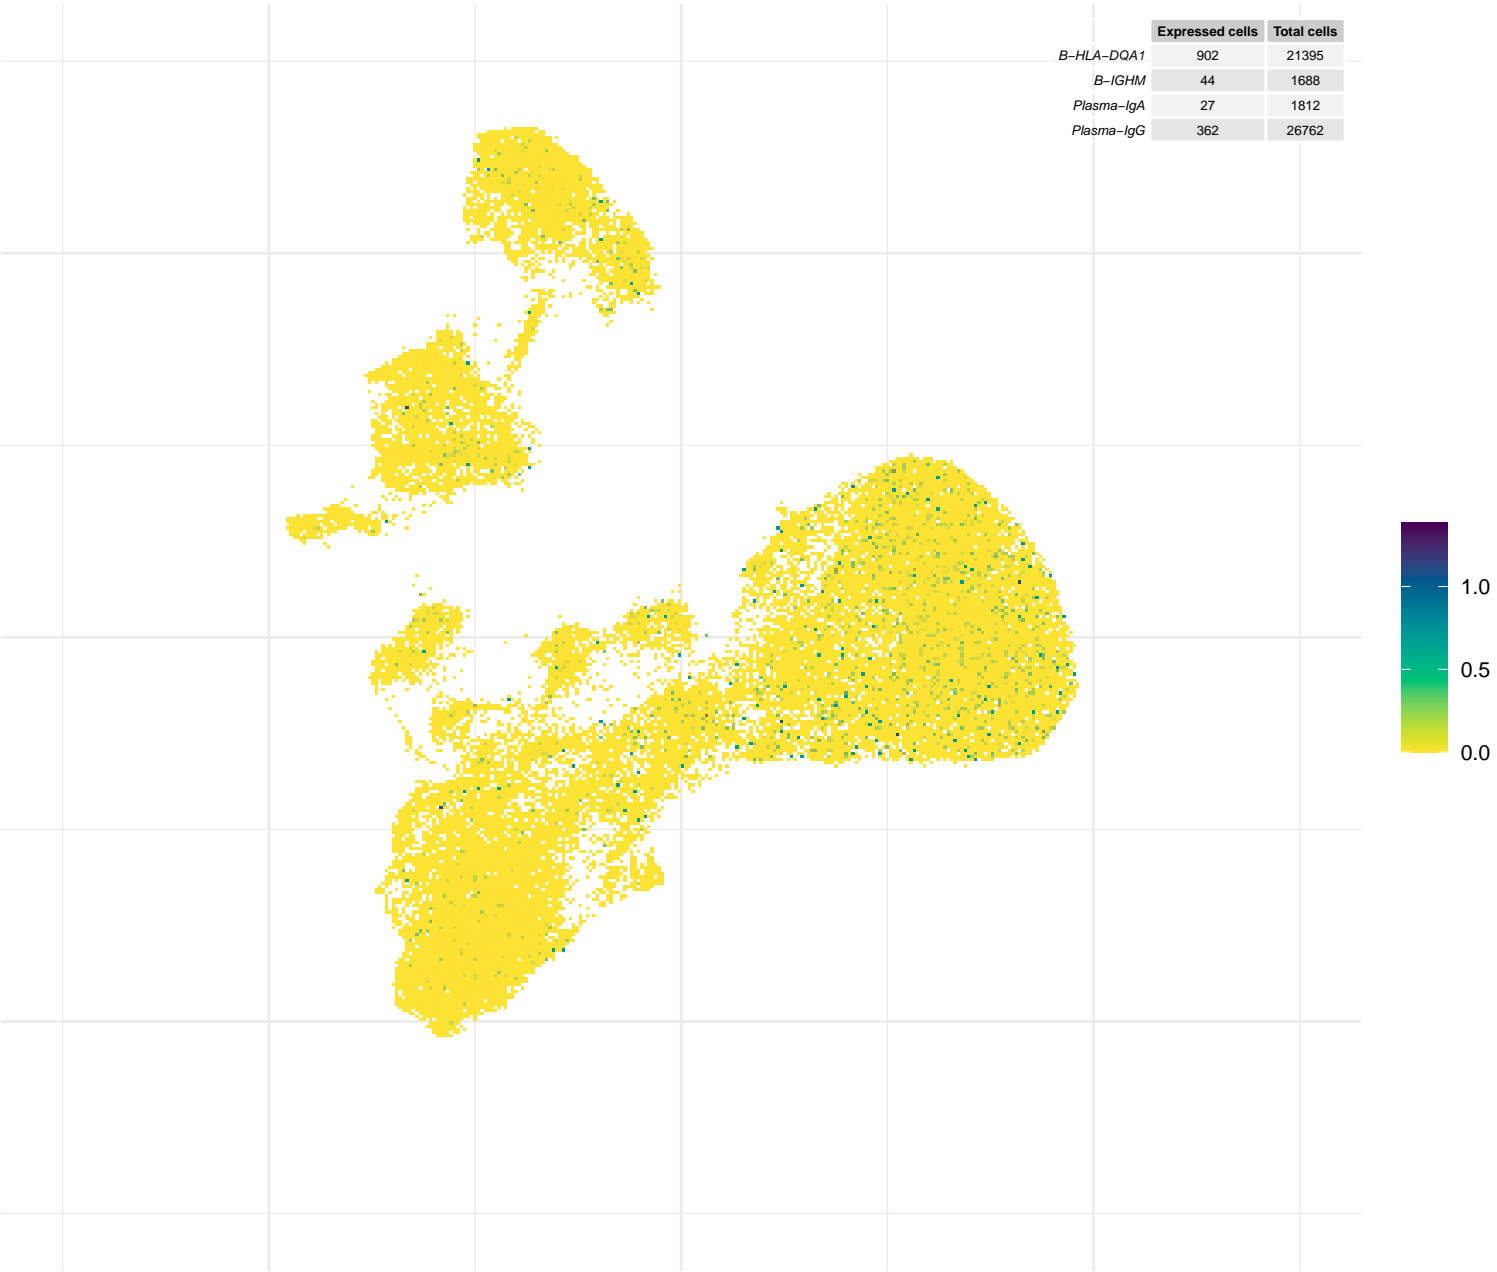 Expressed cells Total cells
B−HLA−DQA1 902 21395
B−IGHM 44 1688
Plasma−IgA 27 1812
Plasma−IgG 362 26762
1.0
0.5
0.0